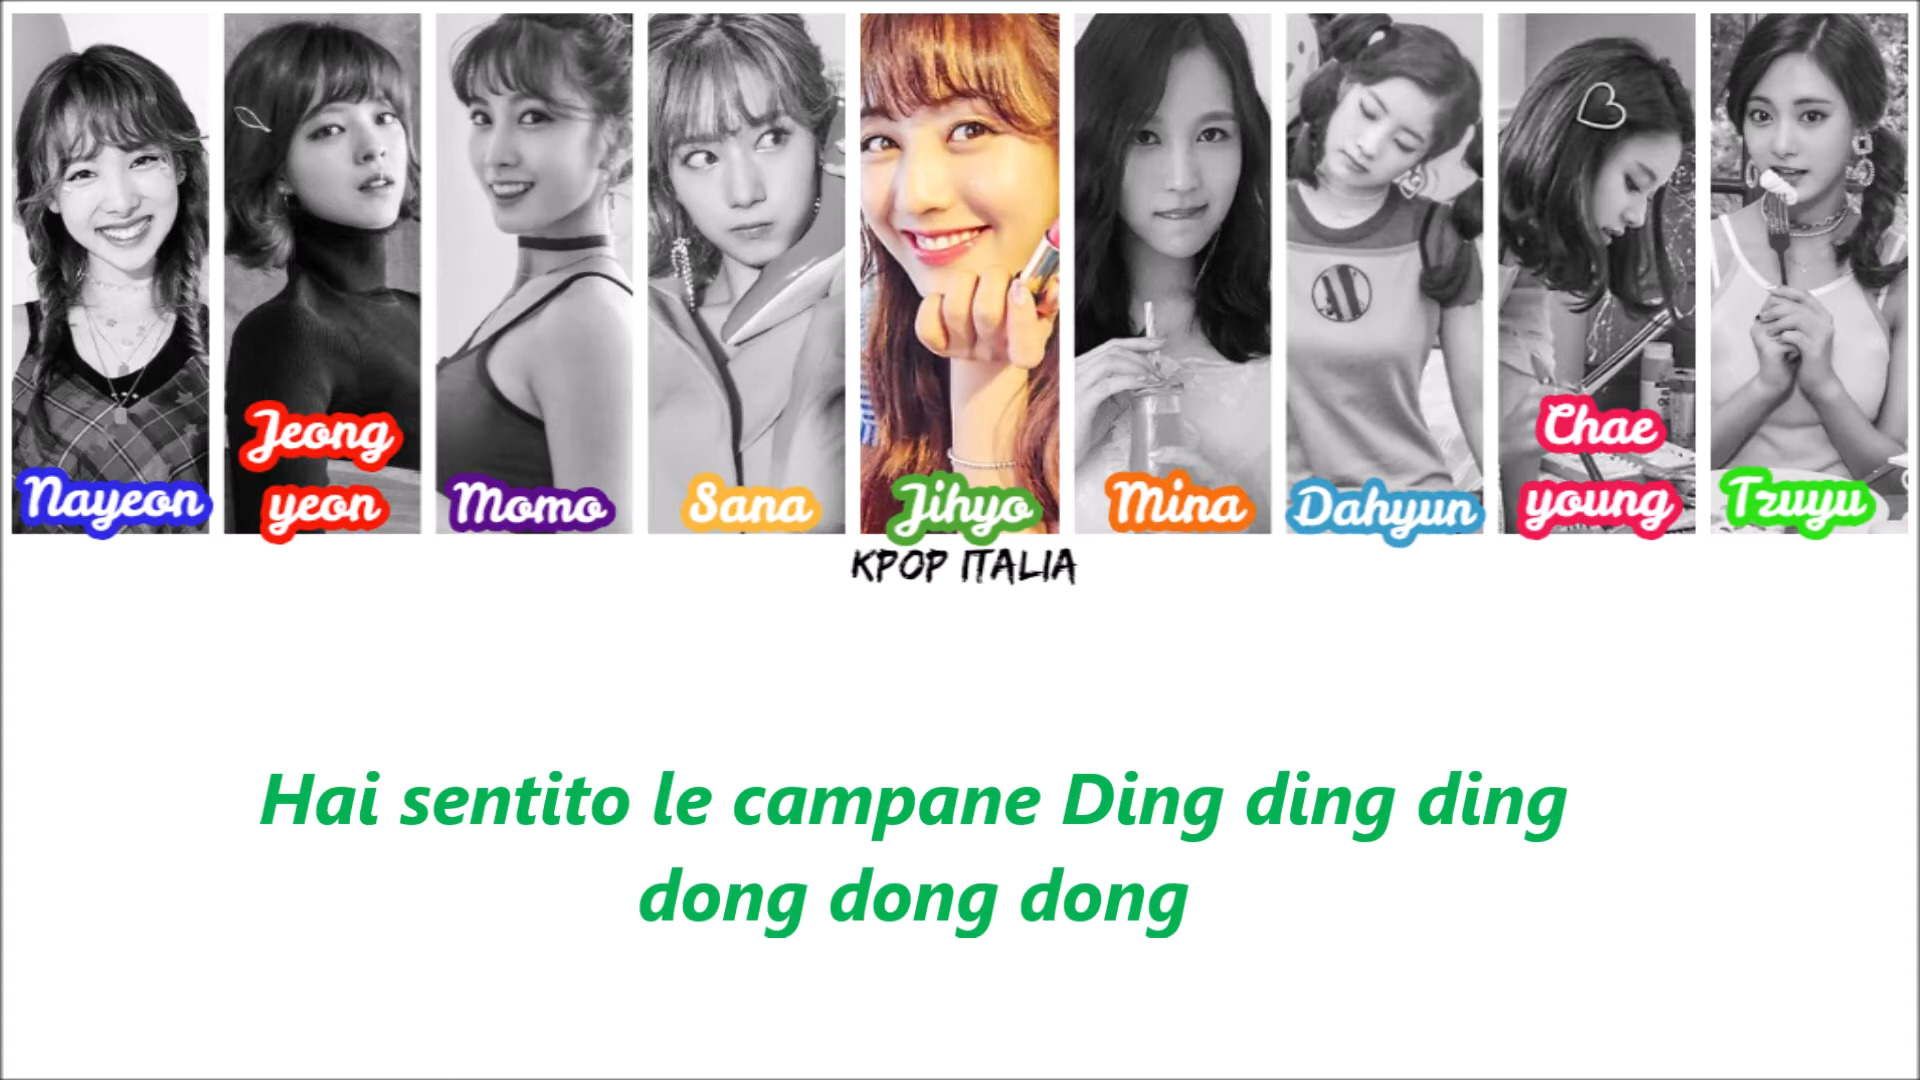 Nayeon
Jeong
yeon
Momo
Sana
Jihyo
Mina
Dahyun
Chae
young
Tzuyu
KPOP ITALIA
Hai sentito le campane Ding ding ding
dong dong dong